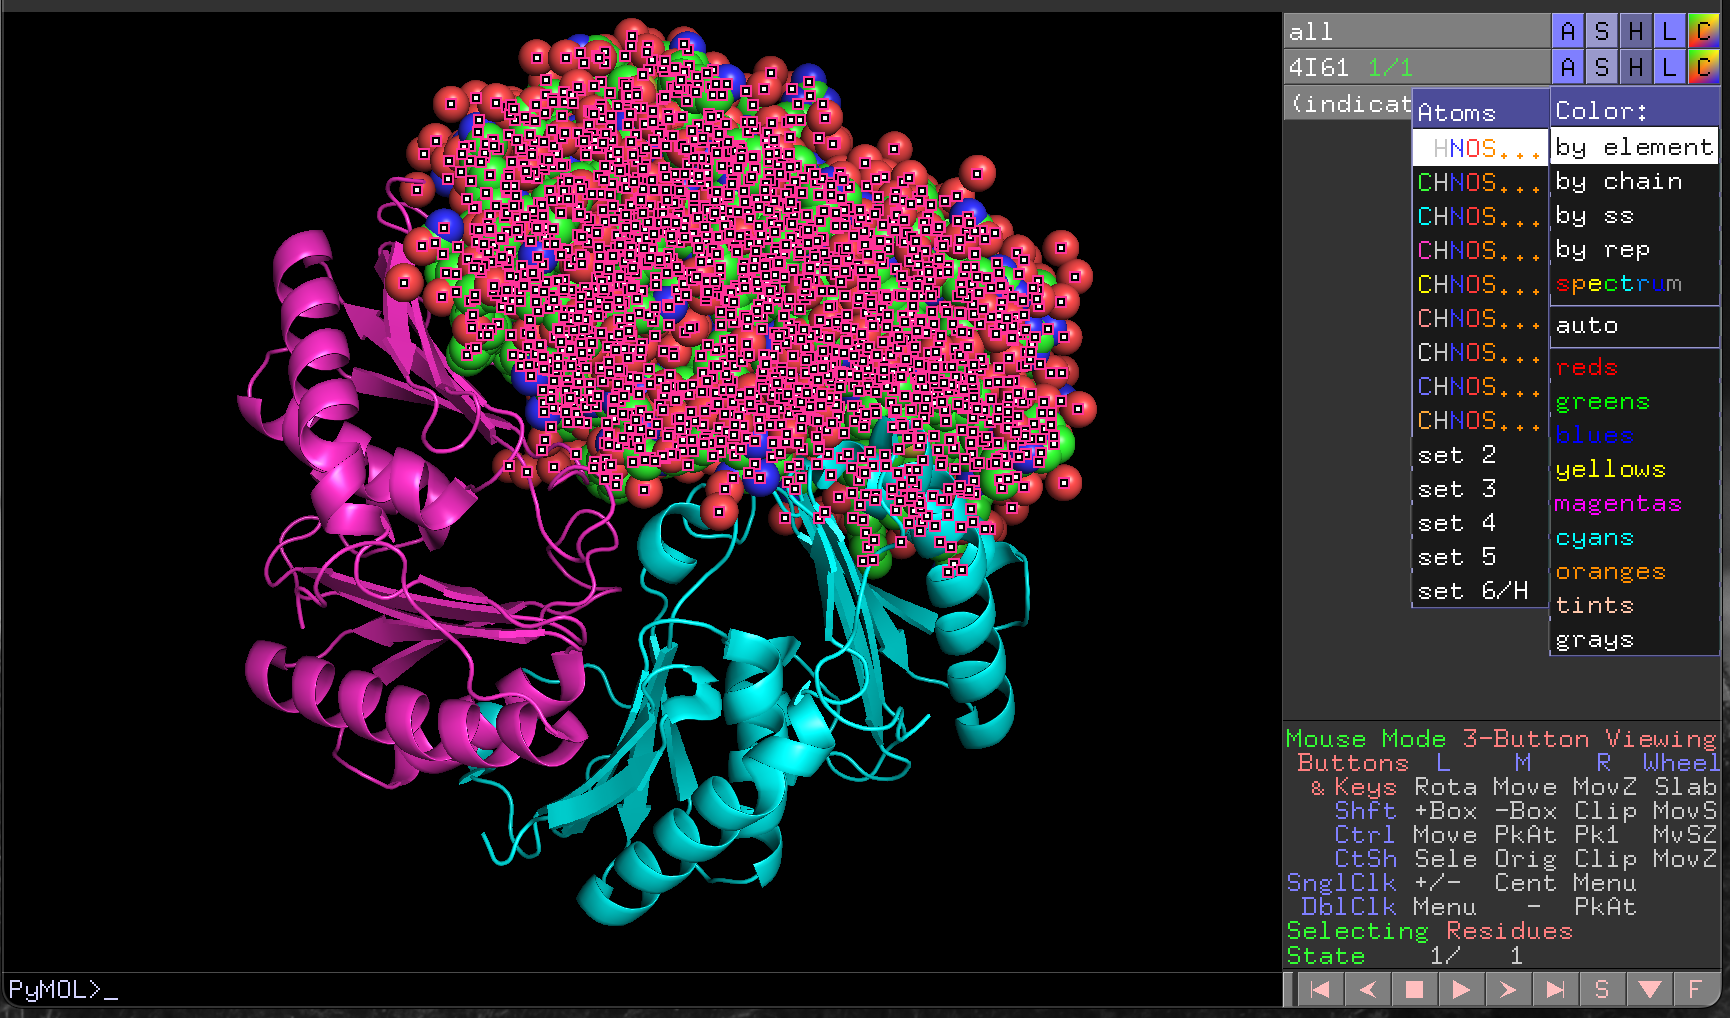 all A S H L C
4I61 1/1 A S H L C
(indicat
Atoms
HNOS...
CHNOS...
CHNOS...
CHNOS...
CHNOS...
CHNOS...
CHNOS...
CHNOS...
CHNOS...
set 2
set 3
set 4
set 5
set 6/H
Color:
by element
by chain
by ss
by rep
spectrum
auto
reds
greens
blues
yellows
magentas
cyans
oranges
tints
grays
Mouse Mode 3-Button Viewing
Buttons L M R Wheel
& Keys Rota Move MovZ Slab
Shft +Box -Box Clip MovS
Ctrl Move PkAt Pk1 MvSZ
CtSh Sele Orig Clip MovZ
SnglClk +/- Cent Menu
DblClk Menu - PkAt
Selecting Residues
State 1/ 1
PyMOL>_
S F